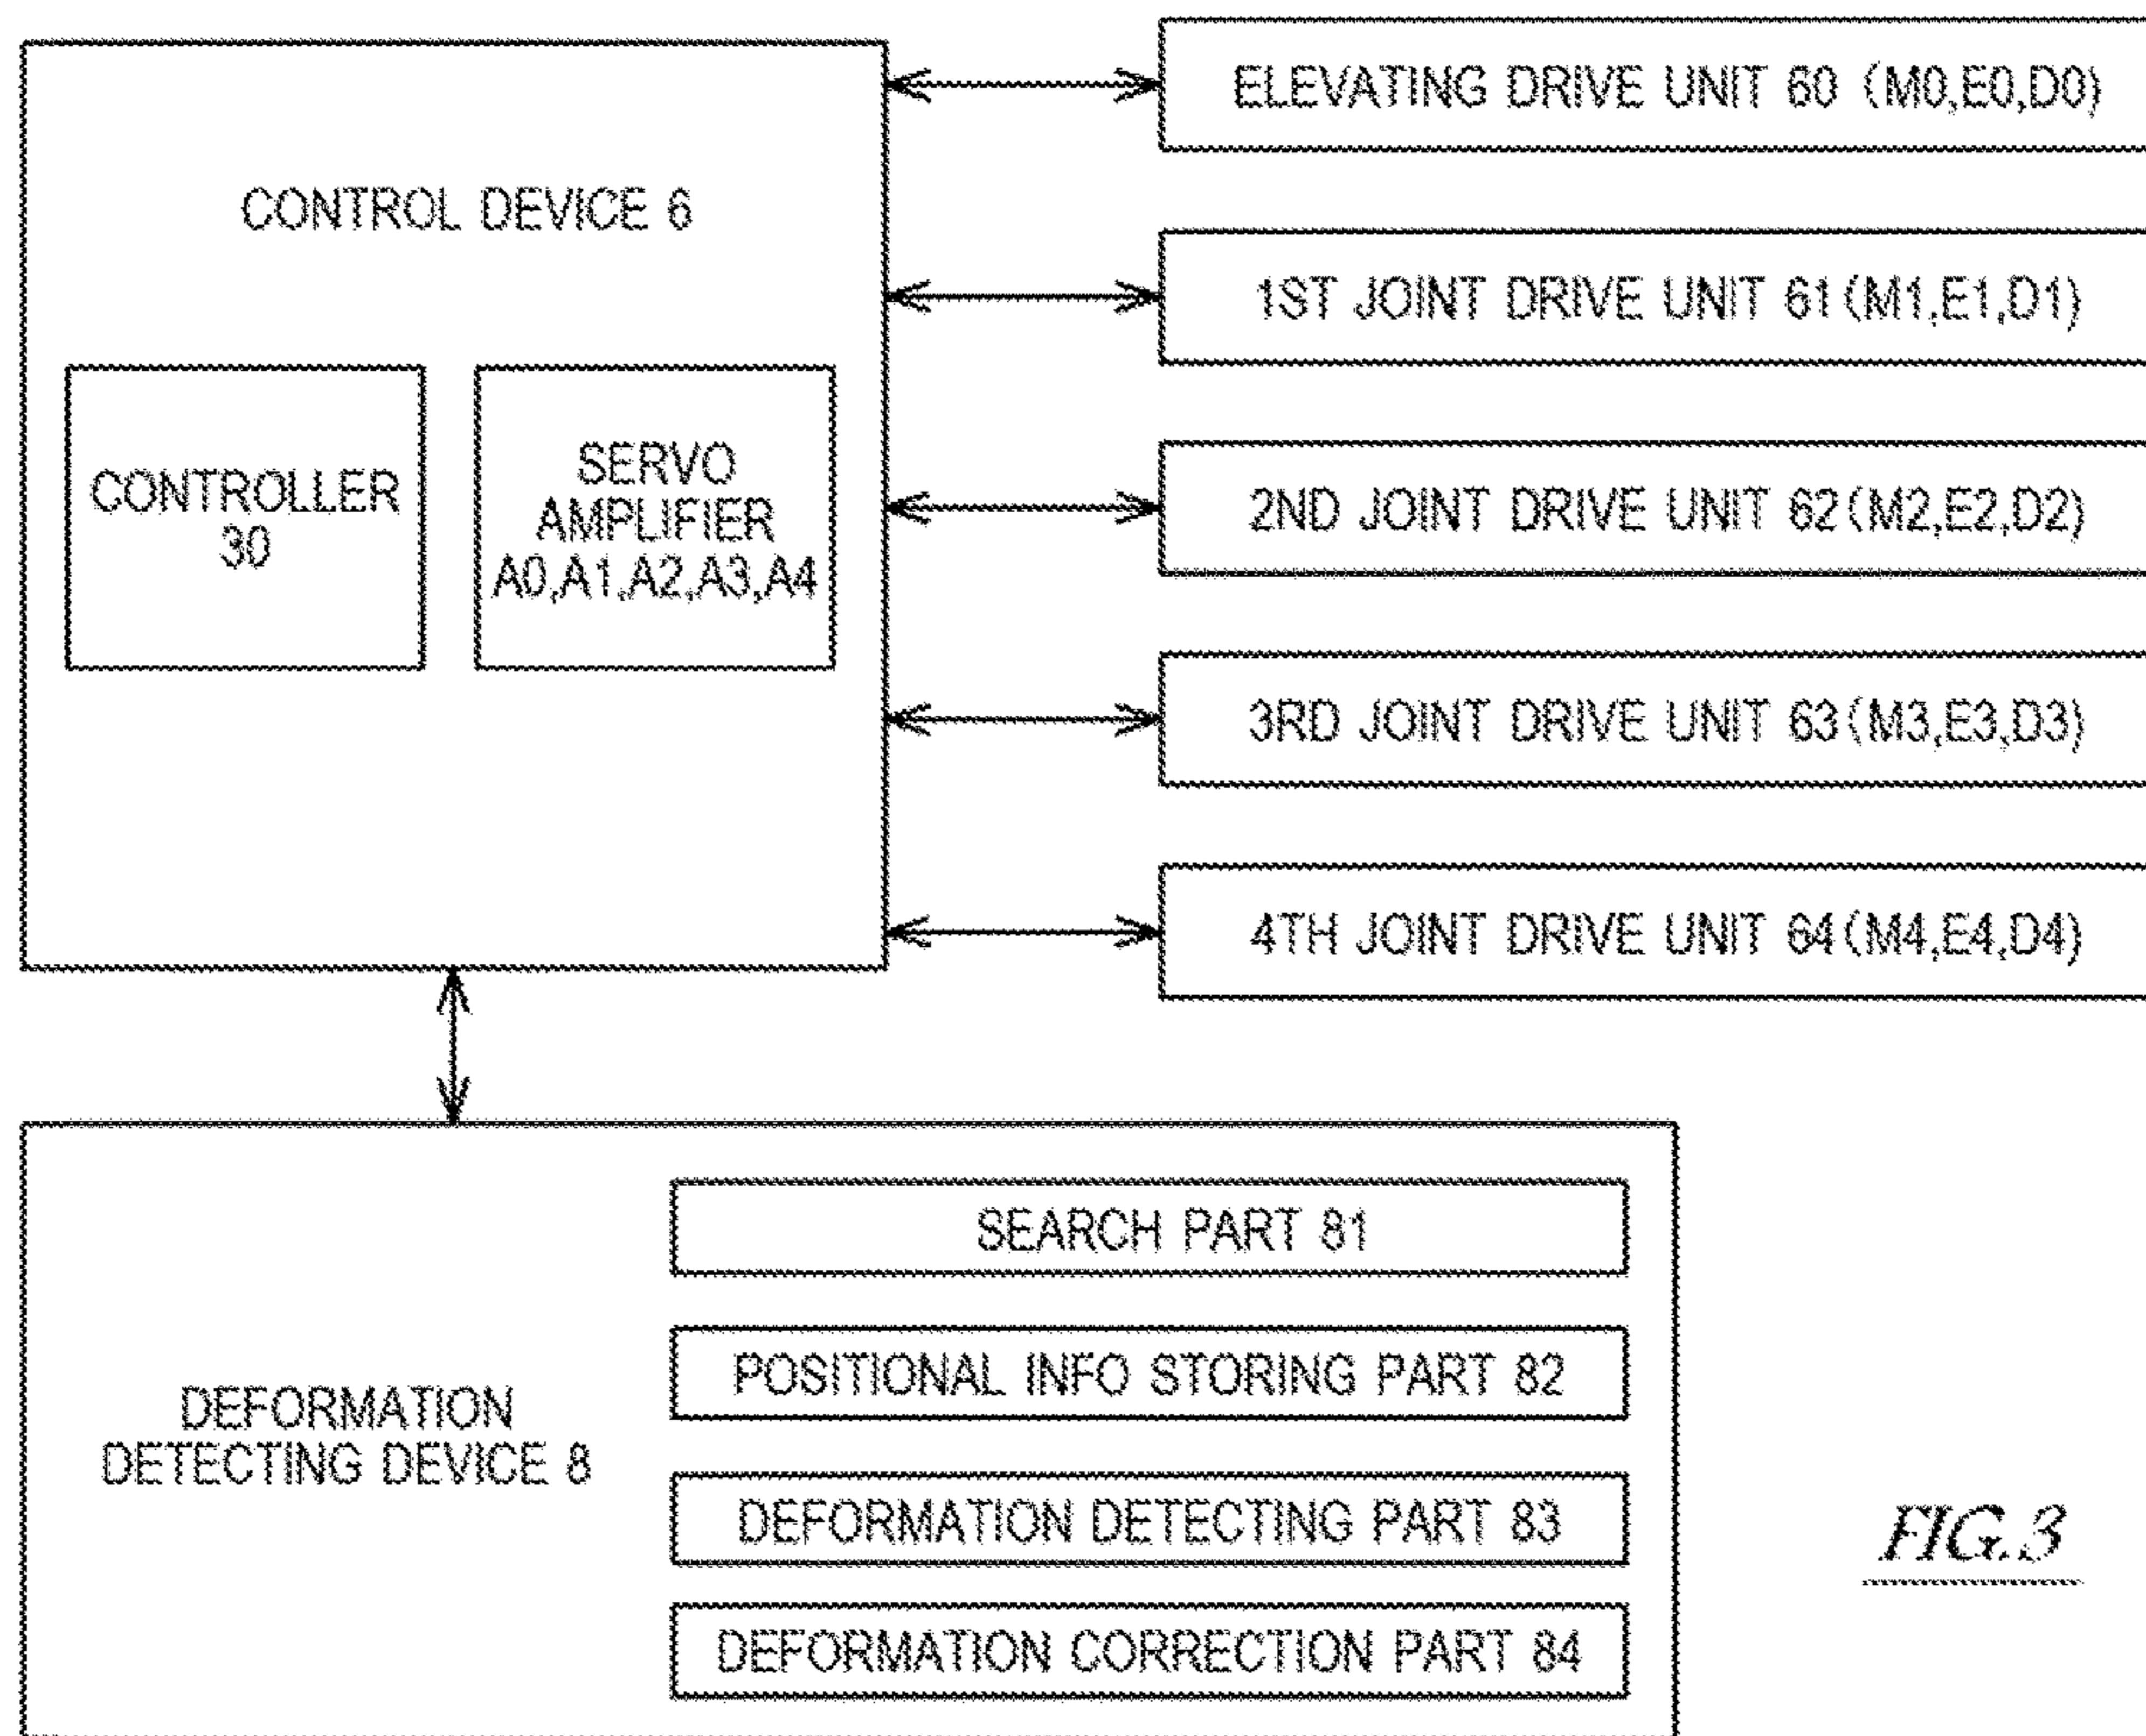 CONTROL DEVICE 6
CONTROLLER
30
SERVO
AMPLIFIER
A0,A1,A2,A3,A4
ELEVATING DRIVE UNIT 60 (M0,E0,D0)
1ST JOINT DRIVE UNIT 61(M1,E1,D1)
2ND JOINT DRIVE UNIT 62(M2,E2,D2)
3RD JOINT DRIVE UNIT 63(M3,E3,D3)
4TH JOINT DRIVE UNIT 64(M4,E4,D4)
DEFORMATION
DETECTING DEVICE 8
SEARCH PART 81
POSITIONAL INFO STORING PART 82
DEFORMATION DETECTING PART 83
DEFORMATION CORRECTION PART 84
FIG.3